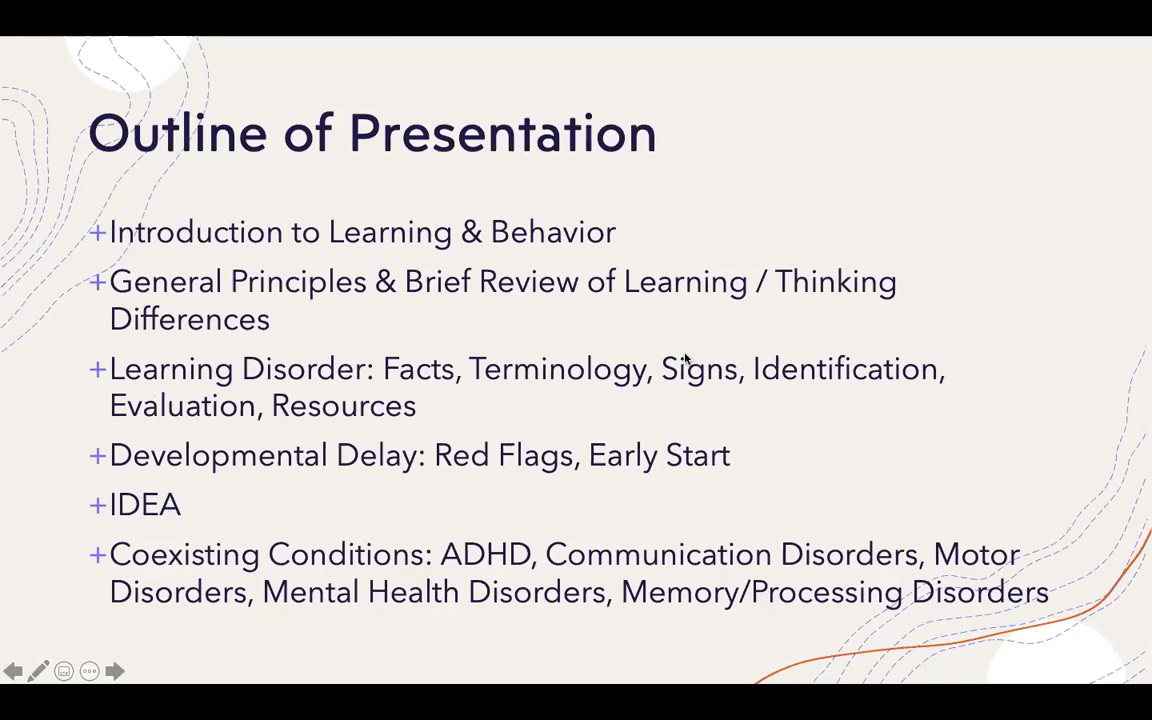 Outline of Presentation
+Introduction to Learning & Behavior
+General Principles & Brief Review of Learning / Thinking
Differences
+Learning Disorder: Facts, Terminology, Signs, Identification,
Evaluation, Resources
+Developmental Delay: Red Flags, Early Start
+IDEA
+Coexisting Conditions: ADHD, Communication Disorders, Motor
Disorders, Mental Health Disorders, Memory/Processing Disorders